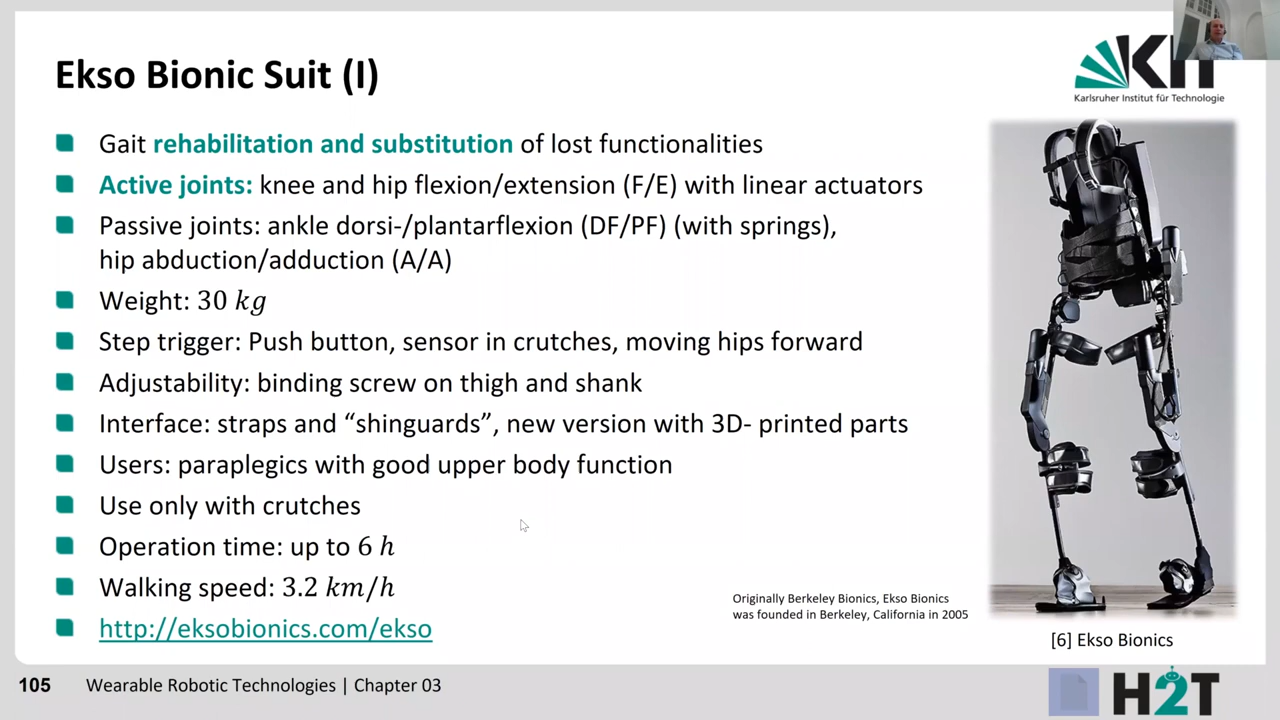 Ekso Bionic Suit (I)
KIT
Karlsruher Institut für Technologie
Gait rehabilitation and substitution of lost functionalities
Active joints: knee and hip flexion/extension (F/E) with linear actuators
Passive joints: ankle dorsi-/plantarflexion (DF/PF) (with springs),
hip abduction/adduction (A/A)
Weight: 30 kg
Step trigger: Push button, sensor in crutches, moving hips forward
Adjustability: binding screw on thigh and shank
Interface: straps and “shinguards”, new version with 3D- printed parts
Users: paraplegics with good upper body function
Use only with crutches
Operation time: up to 6 h
Walking speed: 3.2 km/h
http://eksobionics.com/ekso
Originally Berkeley Bionics, Ekso Bionics
was founded in Berkeley, California in 2005
[6] Ekso Bionics
105 Wearable Robotic Technologies | Chapter 03
H2T